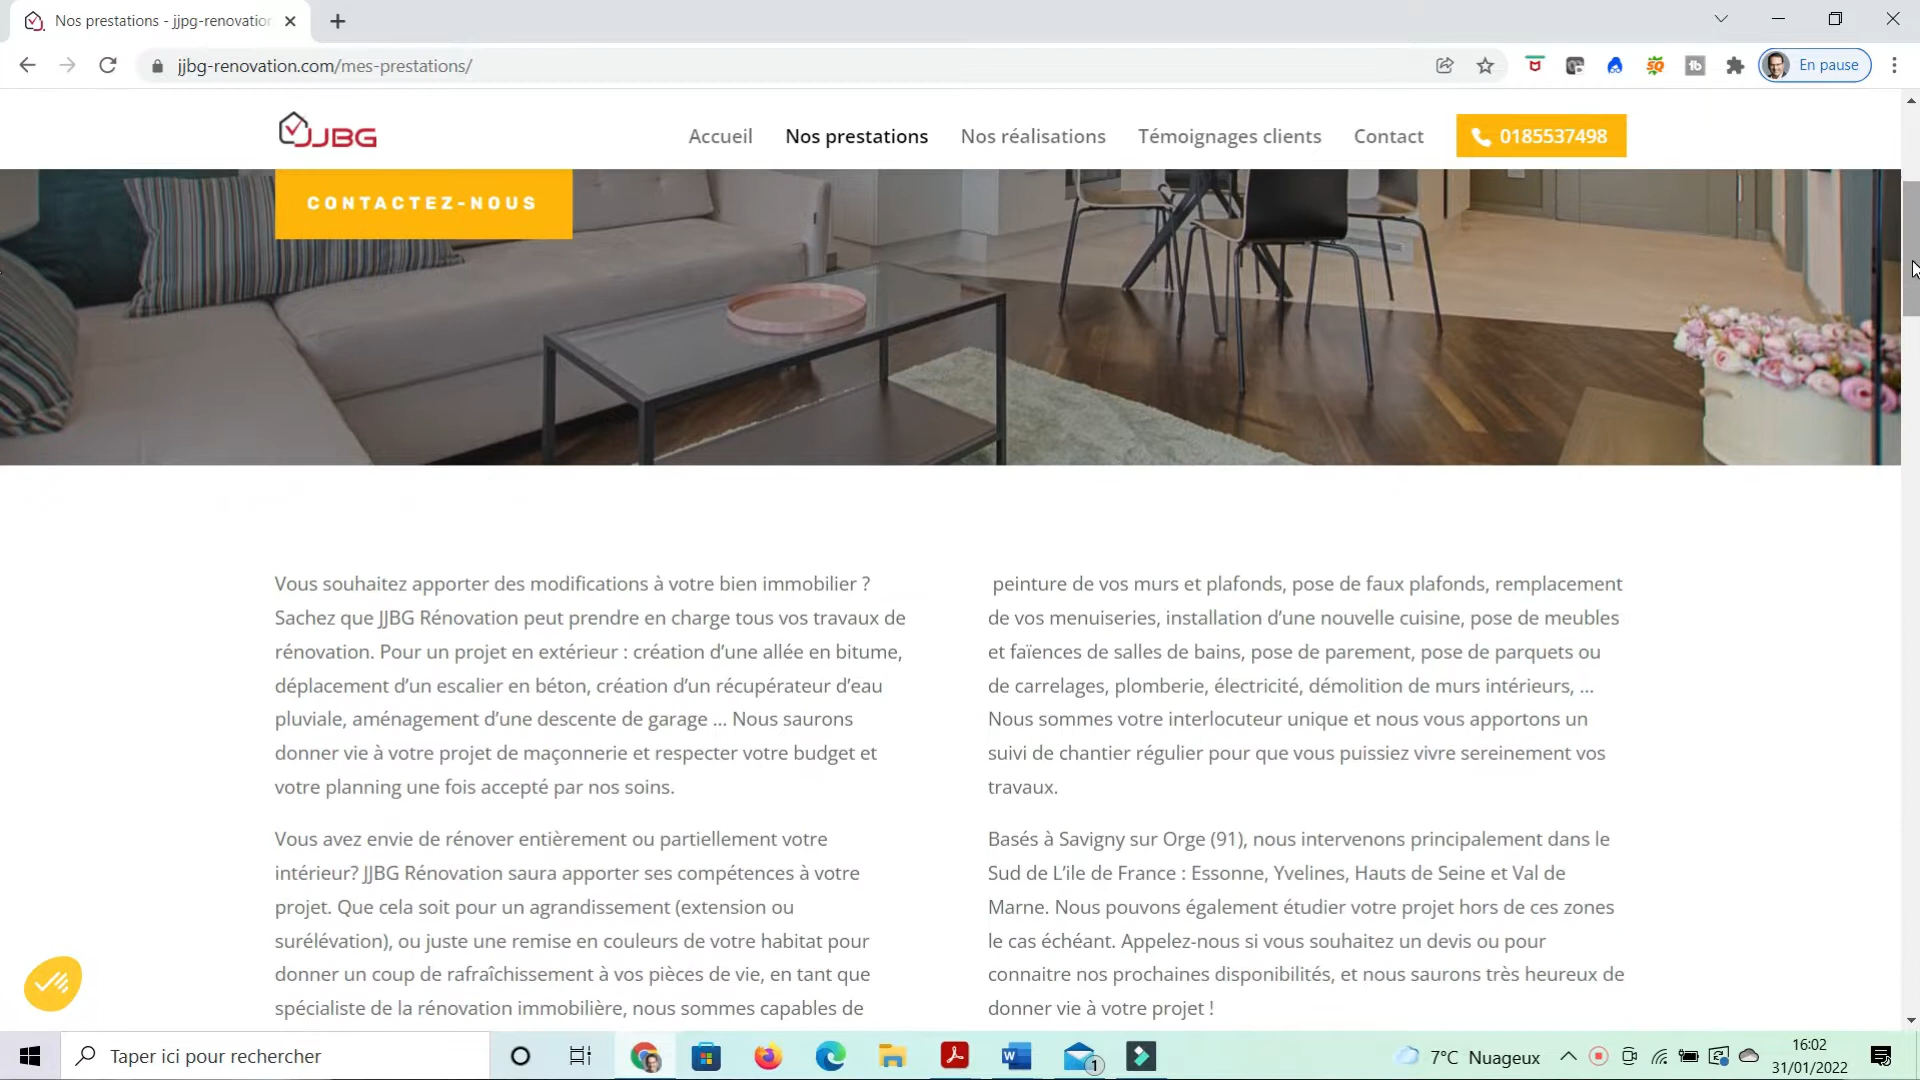 Nos prestations - jjpg-renovation
jjbg-renovation.com/mes-prestations/
En pause
JJBG
Accueil
Nos prestations
Nos réalisations
Témoignages clients
Contact
0185537498
CONTACTEZ-NOUS
Vous souhaitez apporter des modifications à votre bien immobilier ?
Sachez que JJBG Rénovation peut prendre en charge tous vos travaux de
rénovation. Pour un projet en extérieur : création d’une allée en bitume,
déplacement d’un escalier en béton, création d’un récupérateur d’eau
pluviale, aménagement d’une descente de garage … Nous saurons
donner vie à votre projet de maçonnerie et respecter votre budget et
votre planning une fois accepté par nos soins.
Vous avez envie de rénover entièrement ou partiellement votre
intérieur? JJBG Rénovation saura apporter ses compétences à votre
projet. Que cela soit pour un agrandissement (extension ou
surélévation), ou juste une remise en couleurs de votre habitat pour
donner un coup de rafraîchissement à vos pièces de vie, en tant que
spécialiste de la rénovation immobilière, nous sommes capables de
peinture de vos murs et plafonds, pose de faux plafonds, remplacement
de vos menuiseries, installation d’une nouvelle cuisine, pose de meubles
et faïences de salles de bains, pose de parement, pose de parquets ou
de carrelages, plomberie, électricité, démolition de murs intérieurs, …
Nous sommes votre interlocuteur unique et nous vous apportons un
suivi de chantier régulier pour que vous puissiez vivre sereinement vos
travaux.
Basés à Savigny sur Orge (91), nous intervenons principalement dans le
Sud de L’ile de France : Essonne, Yvelines, Hauts de Seine et Val de
Marne. Nous pouvons également étudier votre projet hors de ces zones
le cas échéant. Appelez-nous si vous souhaitez un devis ou pour
connaitre nos prochaines disponibilités, et nous saurons très heureux de
donner vie à votre projet !
Taper ici pour rechercher
1
7°C Nuageux
16:02
31/01/2022